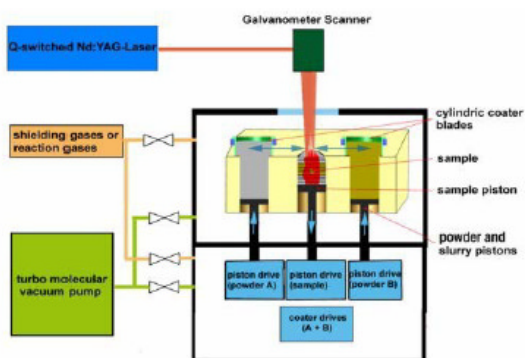 Galvanometer Scanner
Q-switched Nd:YAG-Laser
cylindric coater
blades
shielding gases or
reaction gases
sample
sample piston
powder and
slurry pistons
turbo molecular
vacuum pump
piston drive
(powder A)
piston drive
(sample)
piston drive
(powder B)
coater drives
(A + B)